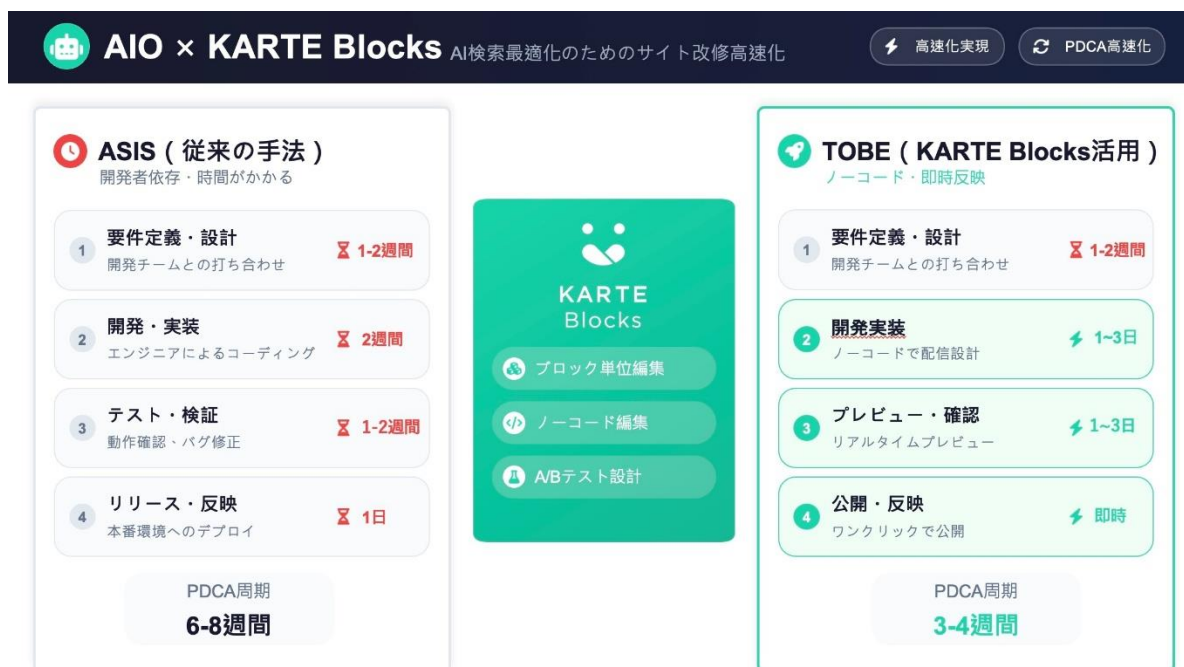 AIO × KARTE Blocks AI検索最適化のためのサイト改修高速化
高速化実現
PDCA高速化
ASIS ( 従来の手法 )
開発者依存・時間がかかる
1
要件定義・設計
開発チームとの打ち合わせ
1-2週間
2
開発・実装
エンジニアによるコーディング
2週間
3
テスト・検証
動作確認、バグ修正
1-2週間
4
リリース・反映
本番環境へのデプロイ
1日
PDCA周期
6-8週間
KARTE
Blocks
ブロック単位編集
ノーコード編集
A/Bテスト設計
TOBE ( KARTE Blocks活用 )
ノーコード・即時反映
1
要件定義・設計
開発チームとの打ち合わせ
1-2週間
2
開発実装
ノーコードで配信設計
1~3日
3
プレビュー・確認
リアルタイムプレビュー
1~3日
4
公開・反映
ワンクリックで公開
即時
PDCA周期
3-4週間